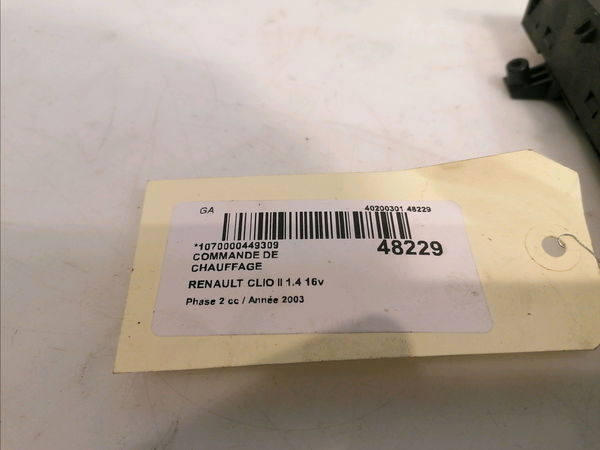 GA 40200301 48229
*1070000449309 48229
COMMANDE DE
CHAUFFAGE
RENAULT CLIO II 1.4 16v
Phase 2 cc / Année 2003